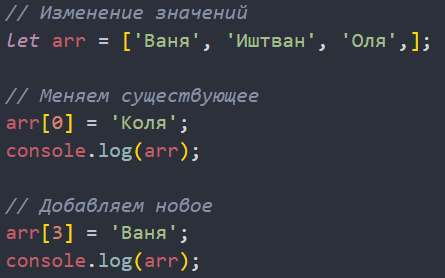 // Изменение значений
let arr = ['Ваня', 'Иштван', 'Оля',];
// Меняем существующее
arr[0] = 'Коля';
console.log(arr);
// Добавляем новое
arr[3] = 'Ваня';
console.log(arr);